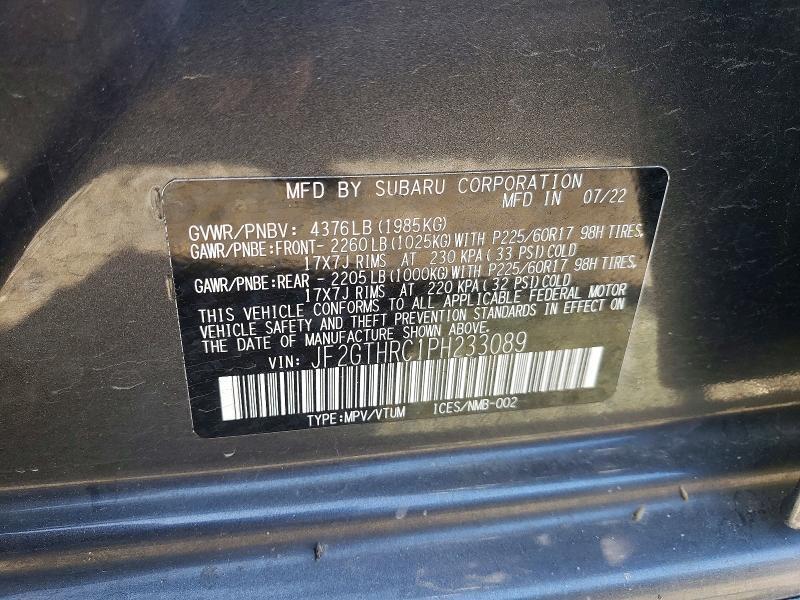 MFD BY SUBARU CORPORATION
MFD IN 07/22
GVWR/PNBV: 4376LB (1985KG)
GAWR/PNBE:FRONT- 2260 LB (1025KG) WITH P225/60R17 98H TIRES,
17X7J RIMS AT 230 KPA ( 33 PSI) COLD
GAWR/PNBE:REAR - 2205 LB (1000KG) WITH P225/60R17 98H TIRES,
17X7J RIMS AT 220 KPA ( 32 PSI) COLD
THIS VEHICLE CONFORMS TO ALL APPLICABLE FEDERAL MOTOR
VEHICLE SAFETY AND THEFT PREVENTION STANDARDS IN EFFECT ON
THE DATE OF MANUFACTURE SHOWN ABOVE.
VIN: JF2GTHRC1PH233089
TYPE:MPV/VTUM ICES/NMB-002